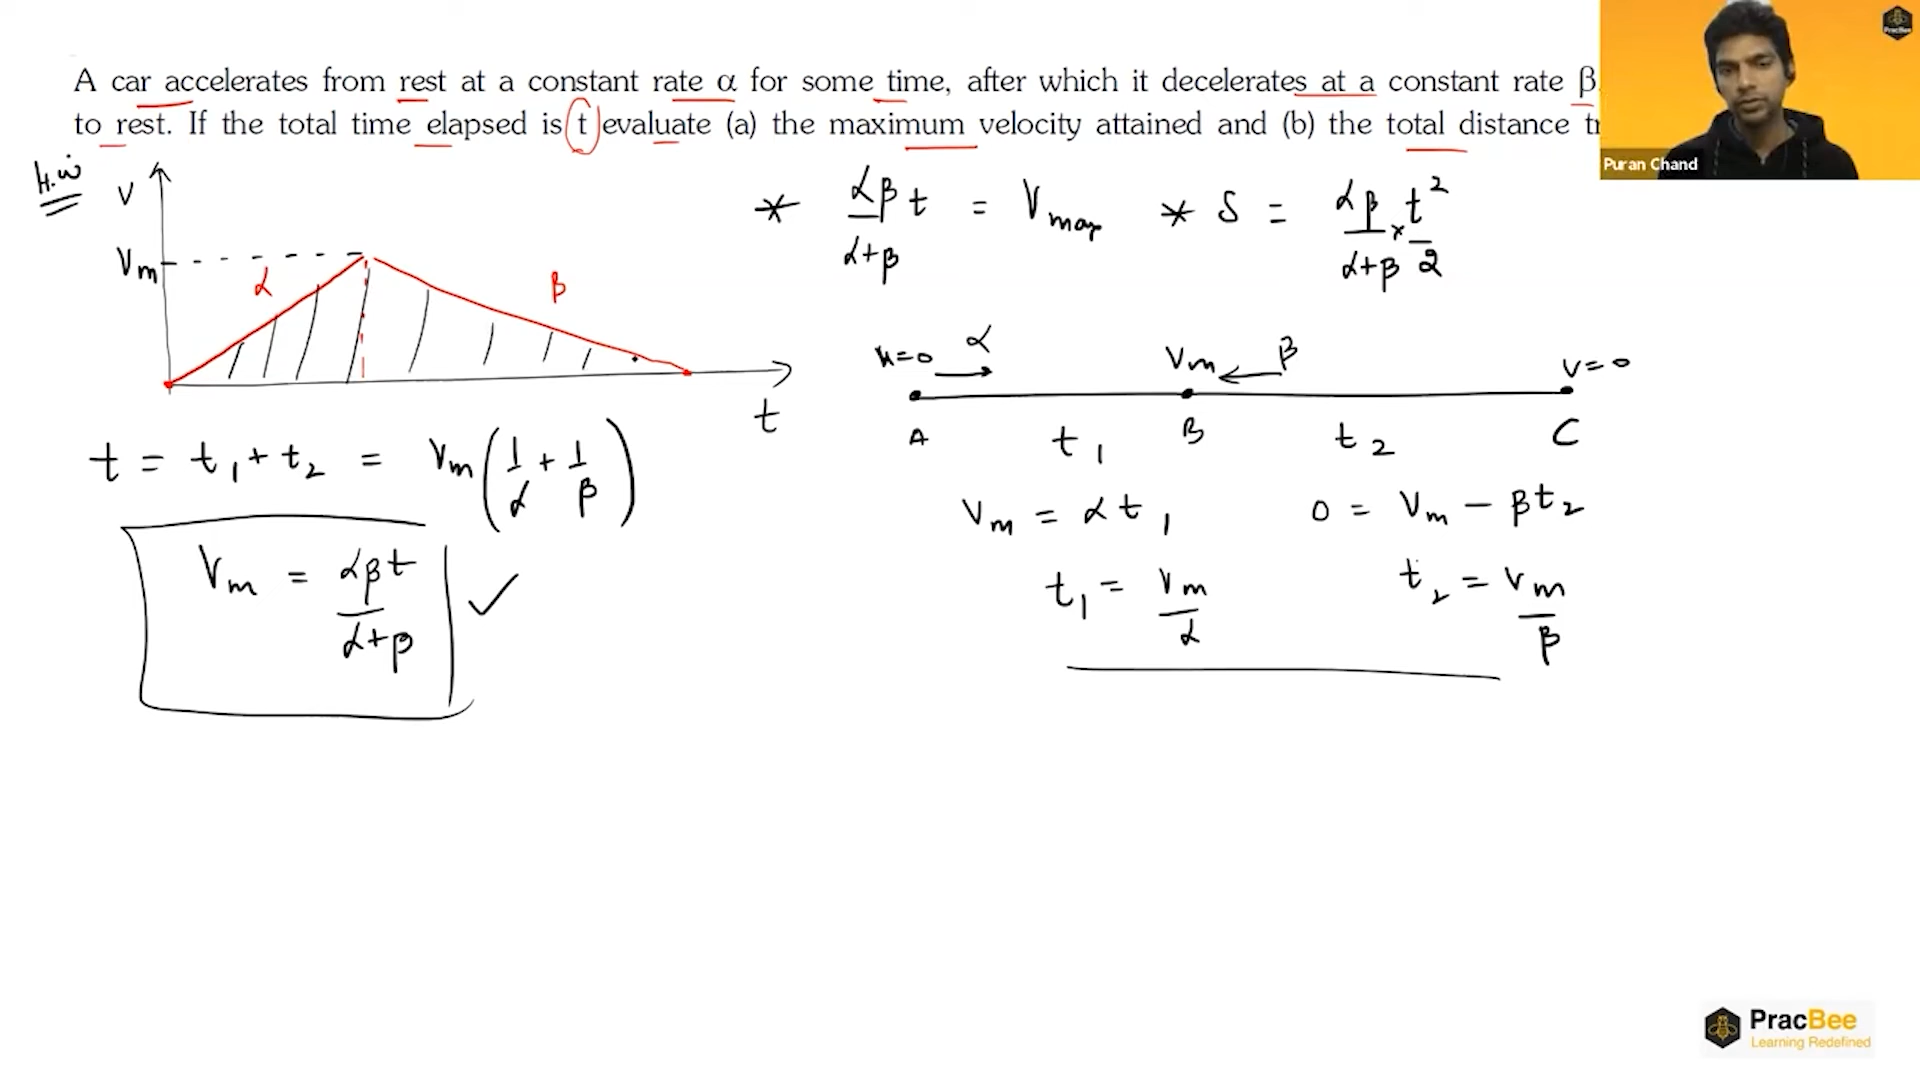 A car accelerates from rest at a constant rate α for some time, after which it decelerates at a constant rate β
to rest. If the total time elapsed is t evaluate (a) the maximum velocity attained and (b) the total distance tr
PracBee
Puran Chand
H.W
V
Vm
α
β
t
* αβt/α+β = Vmax
* S = αβ/α+β × t²/2
u=0 α Vm β v=0
A t1 B t2 C
t = t1 + t2 = Vm(1/α + 1/β)
Vm = αt1
0 = Vm − βt2
Vm = αβt/α+β ✓
t1 = Vm/α
t2 = Vm/β
PracBee
Learning Redefined